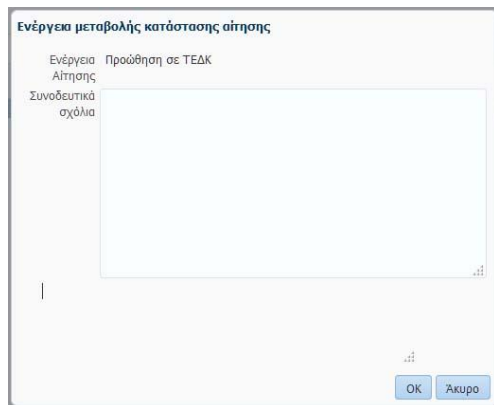 Ενέργεια μεταβολής κατάστασης αίτησης
Ενέργεια Προώθηση σε ΤΕΔΚ
Αίτησης
Συνοδευτικά
σχόλια
OK Άκυρο